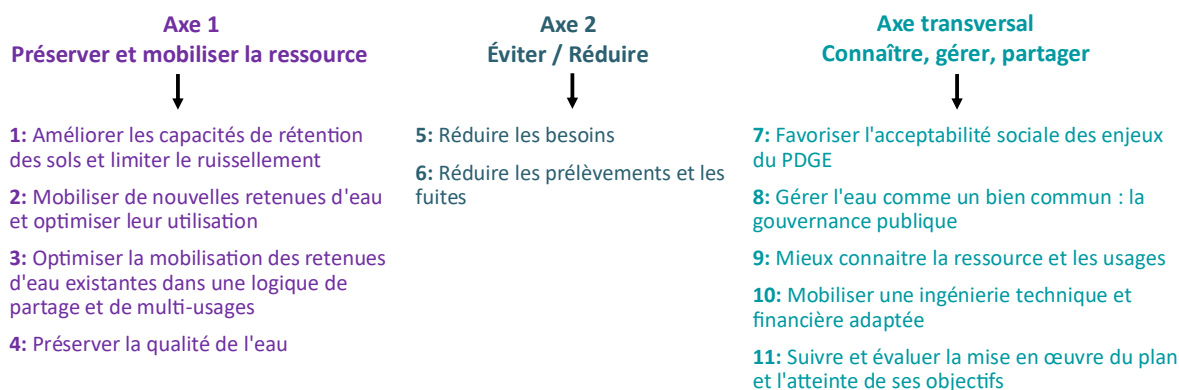 Axe 1
Préserver et mobiliser la ressource
1: Améliorer les capacités de rétention
des sols et limiter le ruissellement
2: Mobiliser de nouvelles retenues d'eau
et optimiser leur utilisation
3: Optimiser la mobilisation des retenues
d'eau existantes dans une logique de
partage et de multi-usages
4: Préserver la qualité de l'eau
Axe 2
Éviter / Réduire
5: Réduire les besoins
6: Réduire les prélèvements et les
fuites
Axe transversal
Connaître, gérer, partager
7: Favoriser l'acceptabilité sociale des enjeux
du PDGE
8: Gérer l'eau comme un bien commun : la
gouvernance publique
9: Mieux connaitre la ressource et les usages
10: Mobiliser une ingénierie technique et
financière adaptée
11: Suivre et évaluer la mise en œuvre du plan
et l'atteinte de ses objectifs